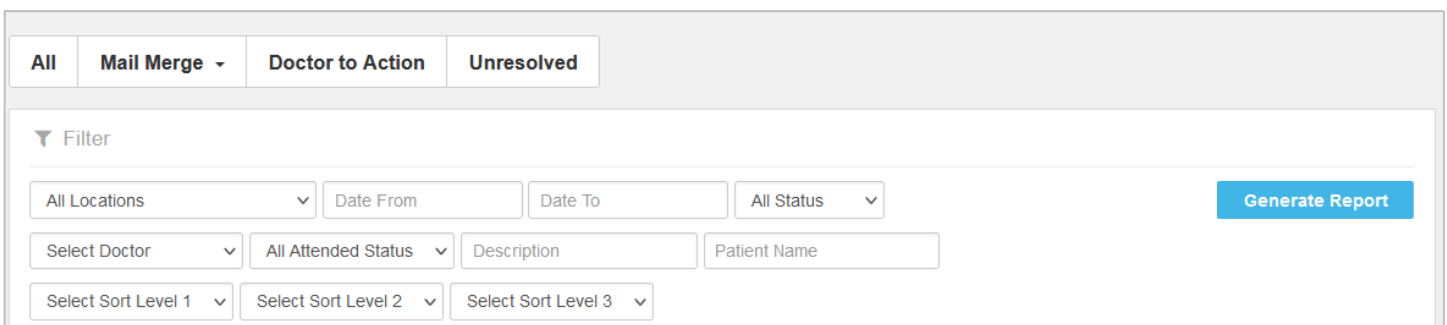 All Mail Merge Doctor to Action Unresolved
Filter
All Locations Date From Date To All Status Generate Report
Select Doctor All Attended Status Description Patient Name
Select Sort Level 1 Select Sort Level 2 Select Sort Level 3